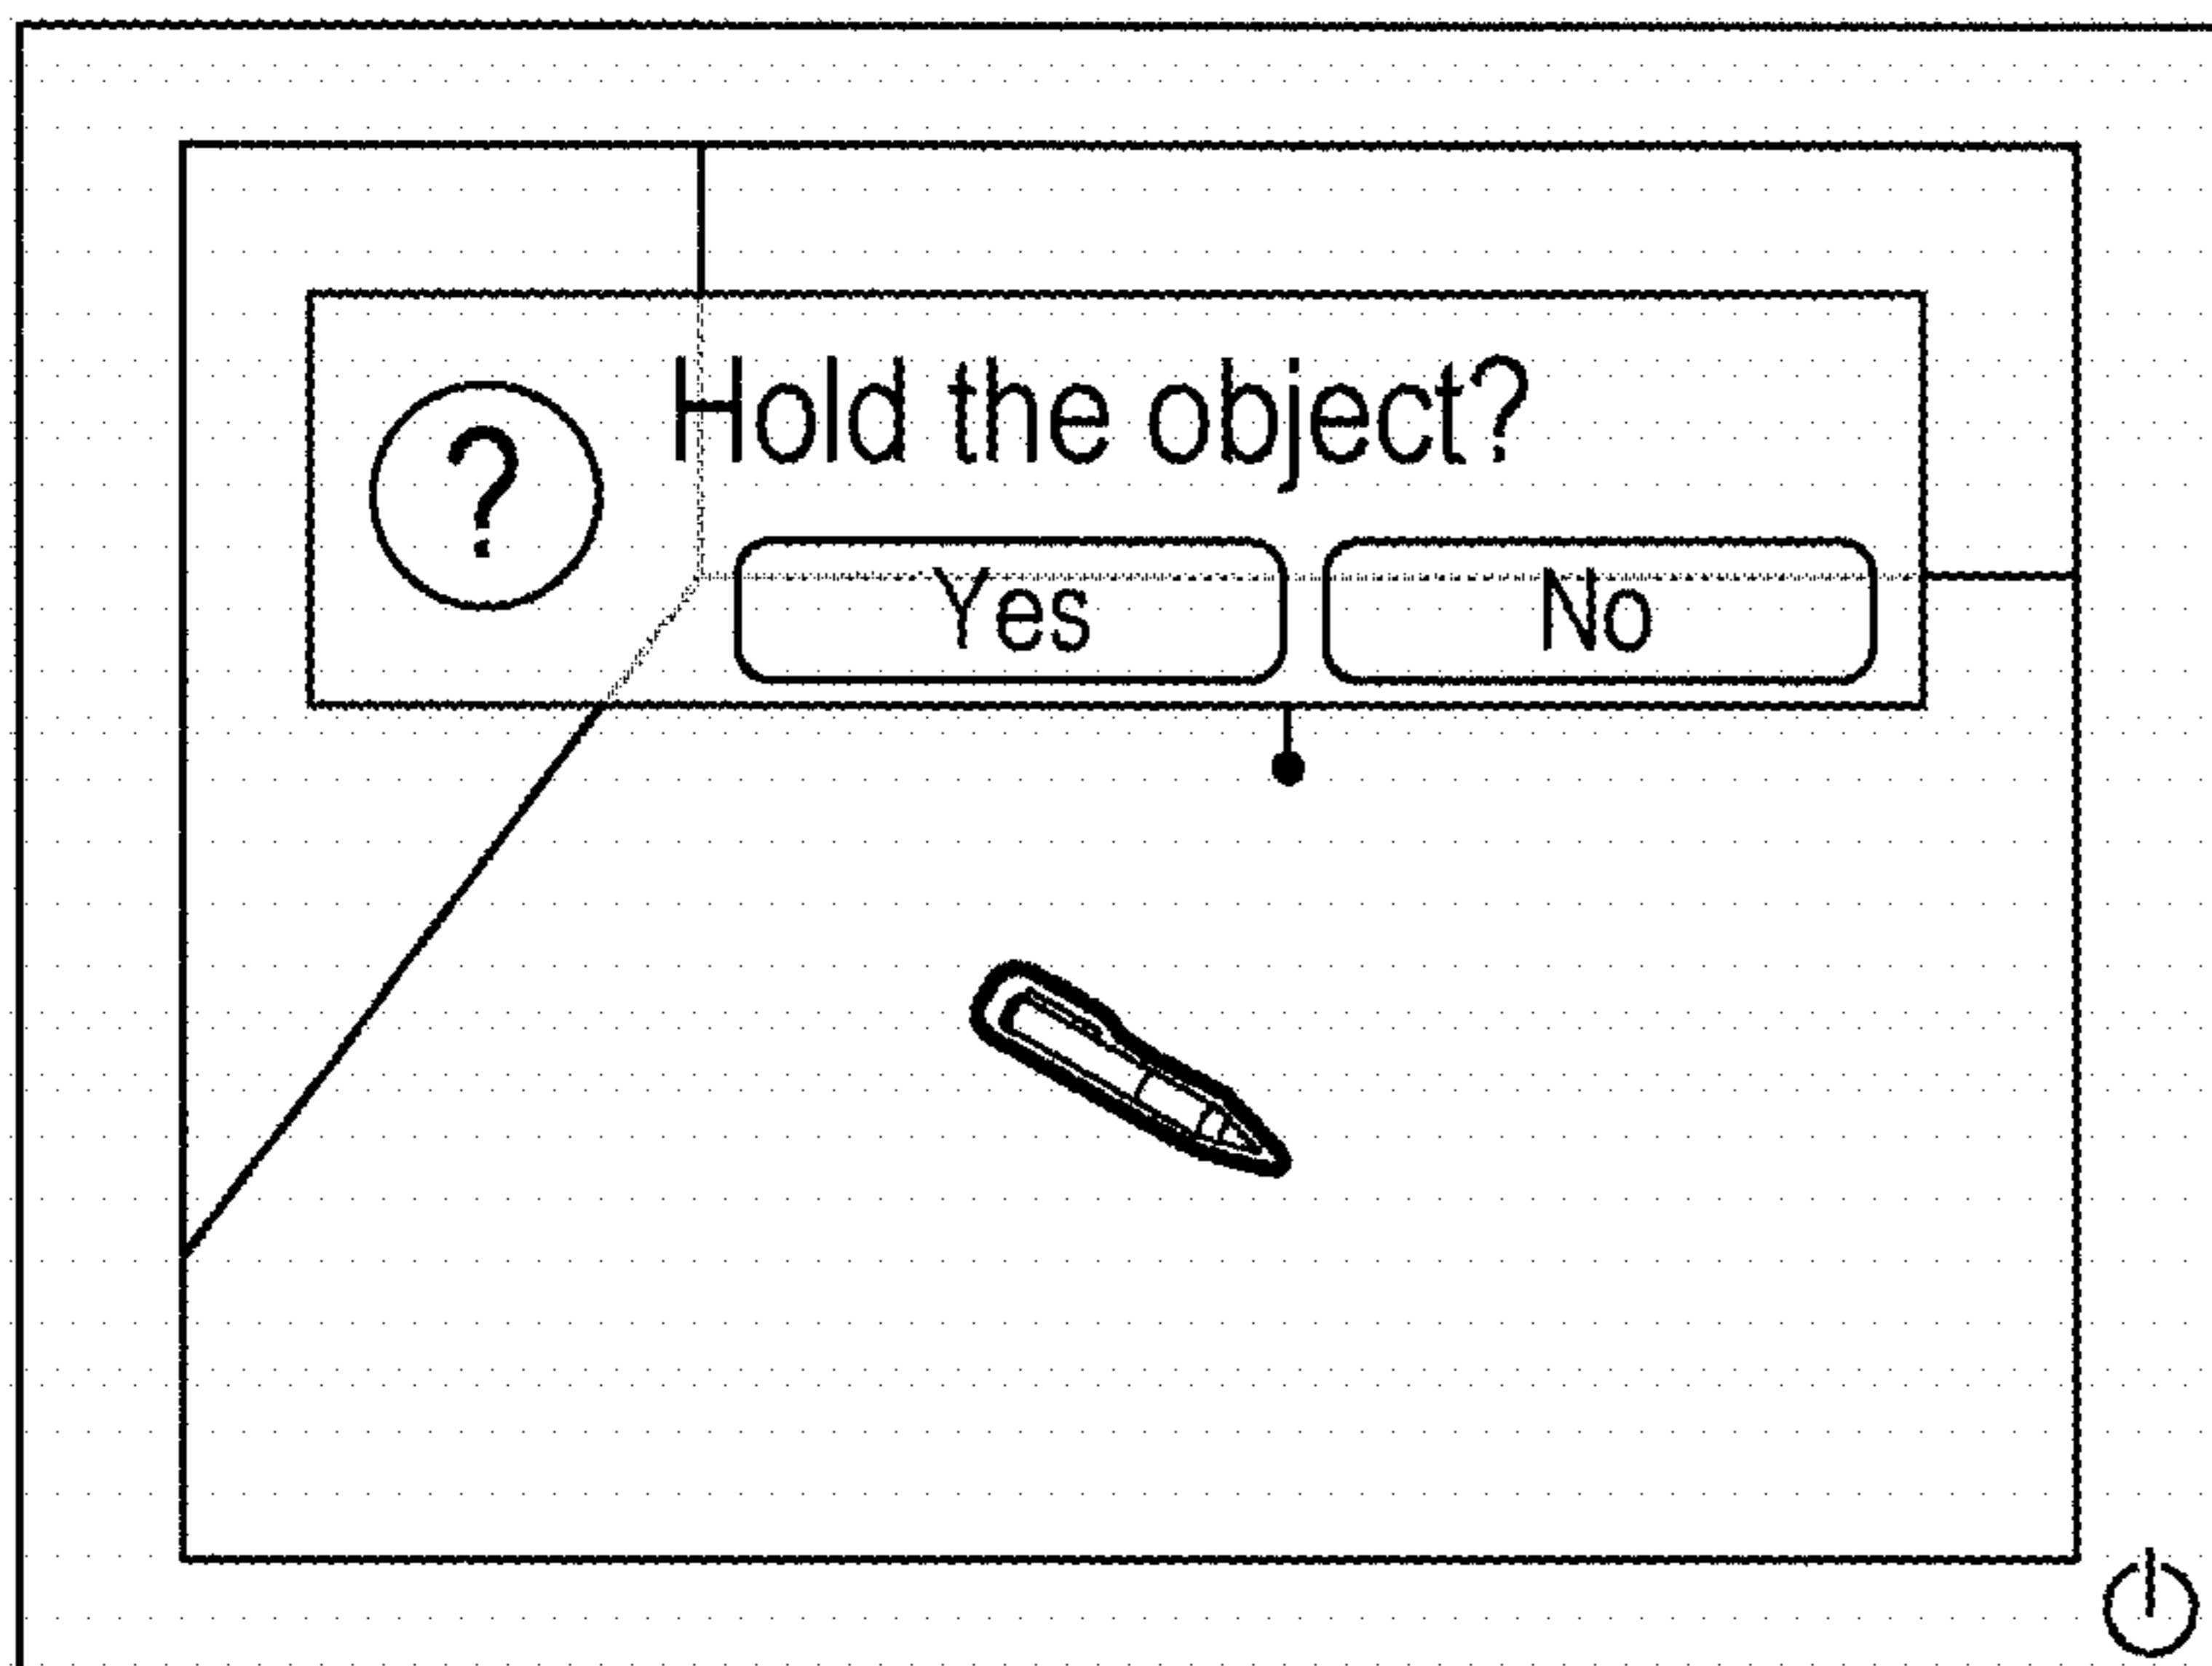 Hold the object?
?
Yes No